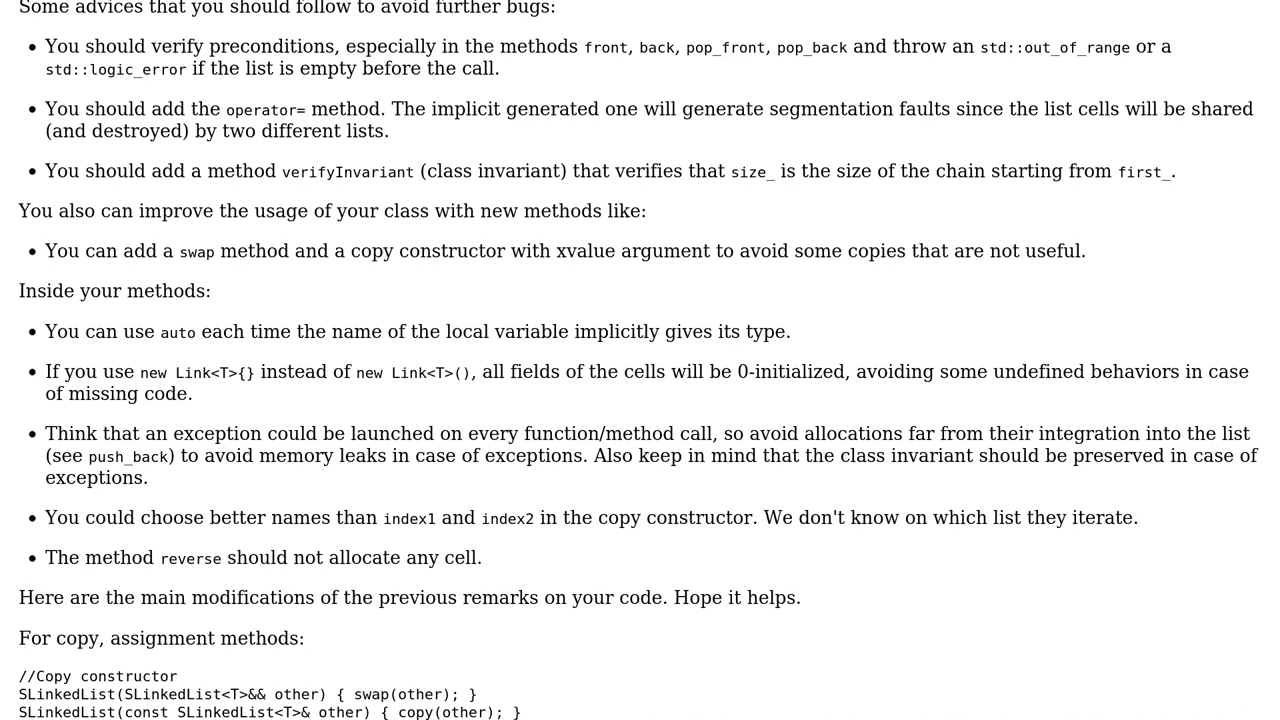 Some advices that you should follow to avoid further bugs:
• You should verify preconditions, especially in the methods front, back, pop_front, pop_back and throw an std::out_of_range or a
std::logic_error if the list is empty before the call.
• You should add the operator= method. The implicit generated one will generate segmentation faults since the list cells will be shared
(and destroyed) by two different lists.
• You should add a method verifyInvariant (class invariant) that verifies that size_ is the size of the chain starting from first_.
You also can improve the usage of your class with new methods like:
• You can add a swap method and a copy constructor with xvalue argument to avoid some copies that are not useful.
Inside your methods:
• You can use auto each time the name of the local variable implicitly gives its type.
• If you use new Link<T>{} instead of new Link<T>(), all fields of the cells will be 0-initialized, avoiding some undefined behaviors in case
of missing code.
• Think that an exception could be launched on every function/method call, so avoid allocations far from their integration into the list
(see push_back) to avoid memory leaks in case of exceptions. Also keep in mind that the class invariant should be preserved in case of
exceptions.
• You could choose better names than index1 and index2 in the copy constructor. We don't know on which list they iterate.
• The method reverse should not allocate any cell.
Here are the main modifications of the previous remarks on your code. Hope it helps.
For copy, assignment methods:
//Copy constructor
SLinkedList(SLinkedList<T>&& other) { swap(other); }
SLinkedList(const SLinkedList<T>& other) { copy(other); }